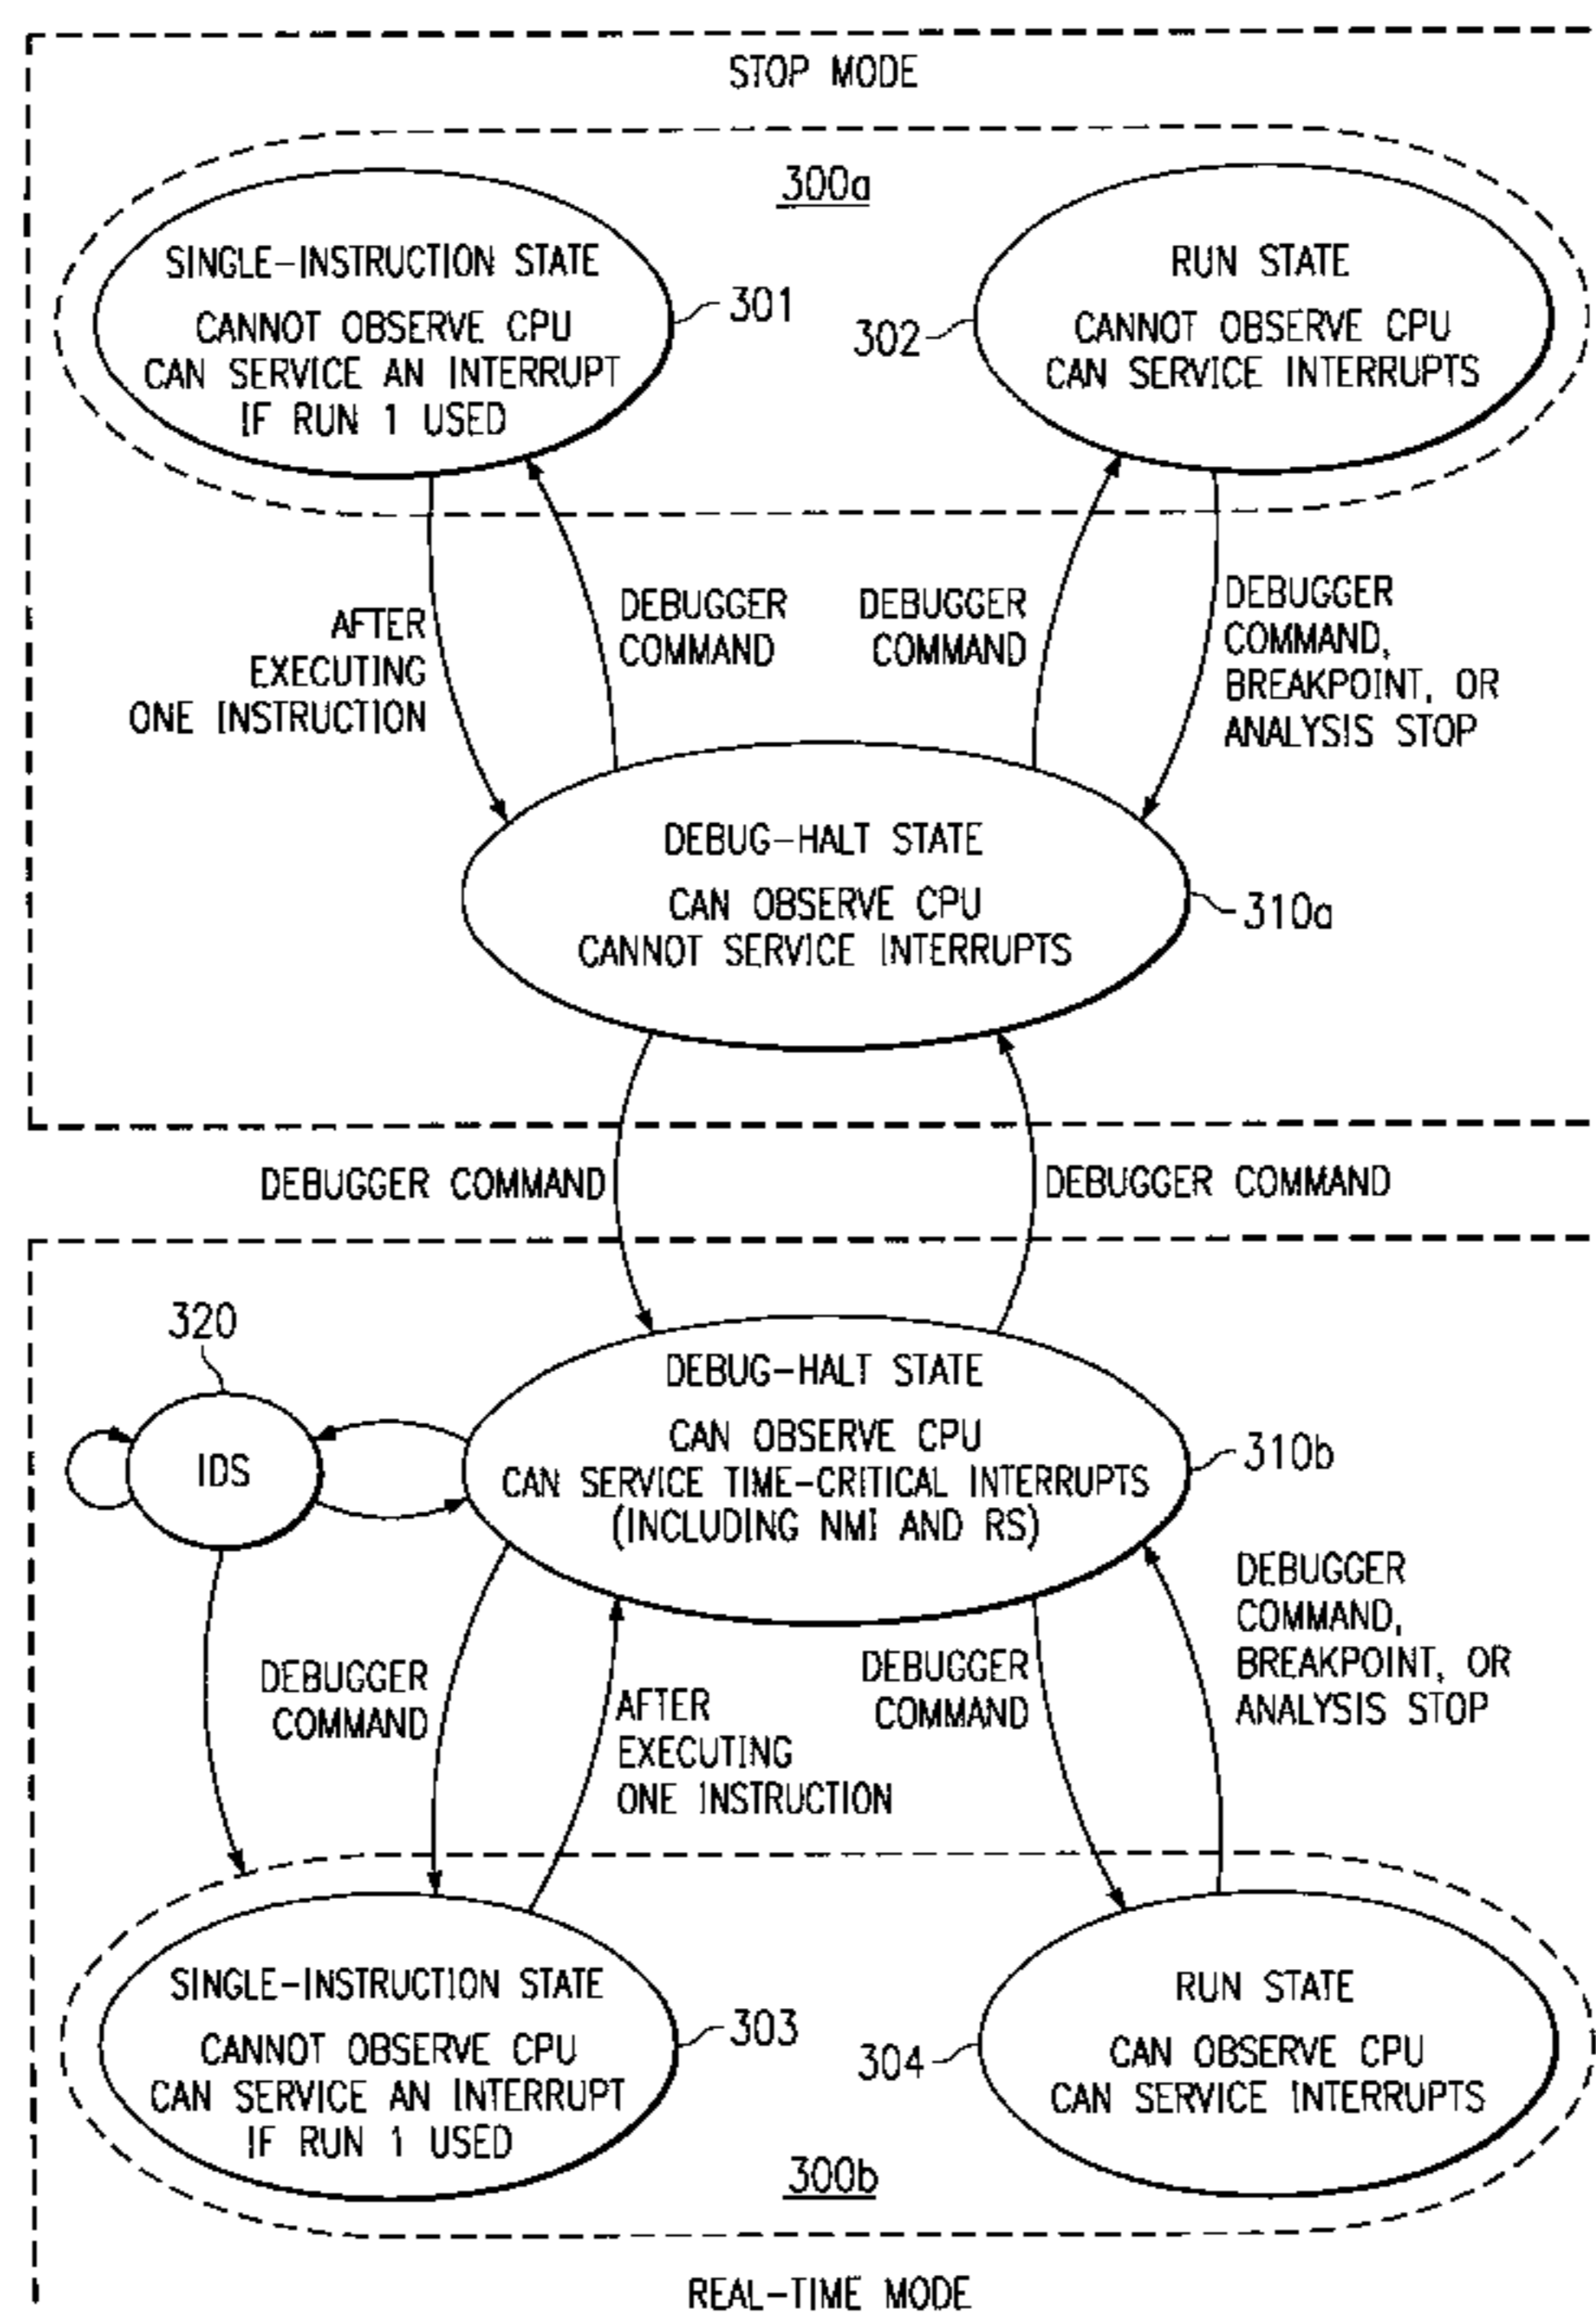 STOP MODE
300a
SINGLE-INSTRUCTION STATE
CANNOT OBSERVE CPU
CAN SERVICE AN INTERRUPT
IF RUN 1 USED
301
302
RUN STATE
CANNOT OBSERVE CPU
CAN SERVICE INTERRUPTS
AFTER
EXECUTING
ONE INSTRUCTION
DEBUGGER
COMMAND
DEBUGGER
COMMAND
DEBUGGER
COMMAND,
BREAKPOINT, OR
ANALYSIS STOP
DEBUG-HALT STATE
CAN OBSERVE CPU
CANNOT SERVICE INTERRUPTS
310a
DEBUGGER COMMAND
DEBUGGER COMMAND
320
IDS
DEBUG-HALT STATE
CAN OBSERVE CPU
CAN SERVICE TIME-CRITICAL INTERRUPTS
(INCLUDING NMI AND RS)
310b
DEBUGGER
COMMAND
AFTER
EXECUTING
ONE INSTRUCTION
DEBUGGER
COMMAND
DEBUGGER
COMMAND,
BREAKPOINT, OR
ANALYSIS STOP
SINGLE-INSTRUCTION STATE
CANNOT OBSERVE CPU
CAN SERVICE AN INTERRUPT
IF RUN 1 USED
303
304
RUN STATE
CAN OBSERVE CPU
CAN SERVICE INTERRUPTS
300b
REAL-TIME MODE